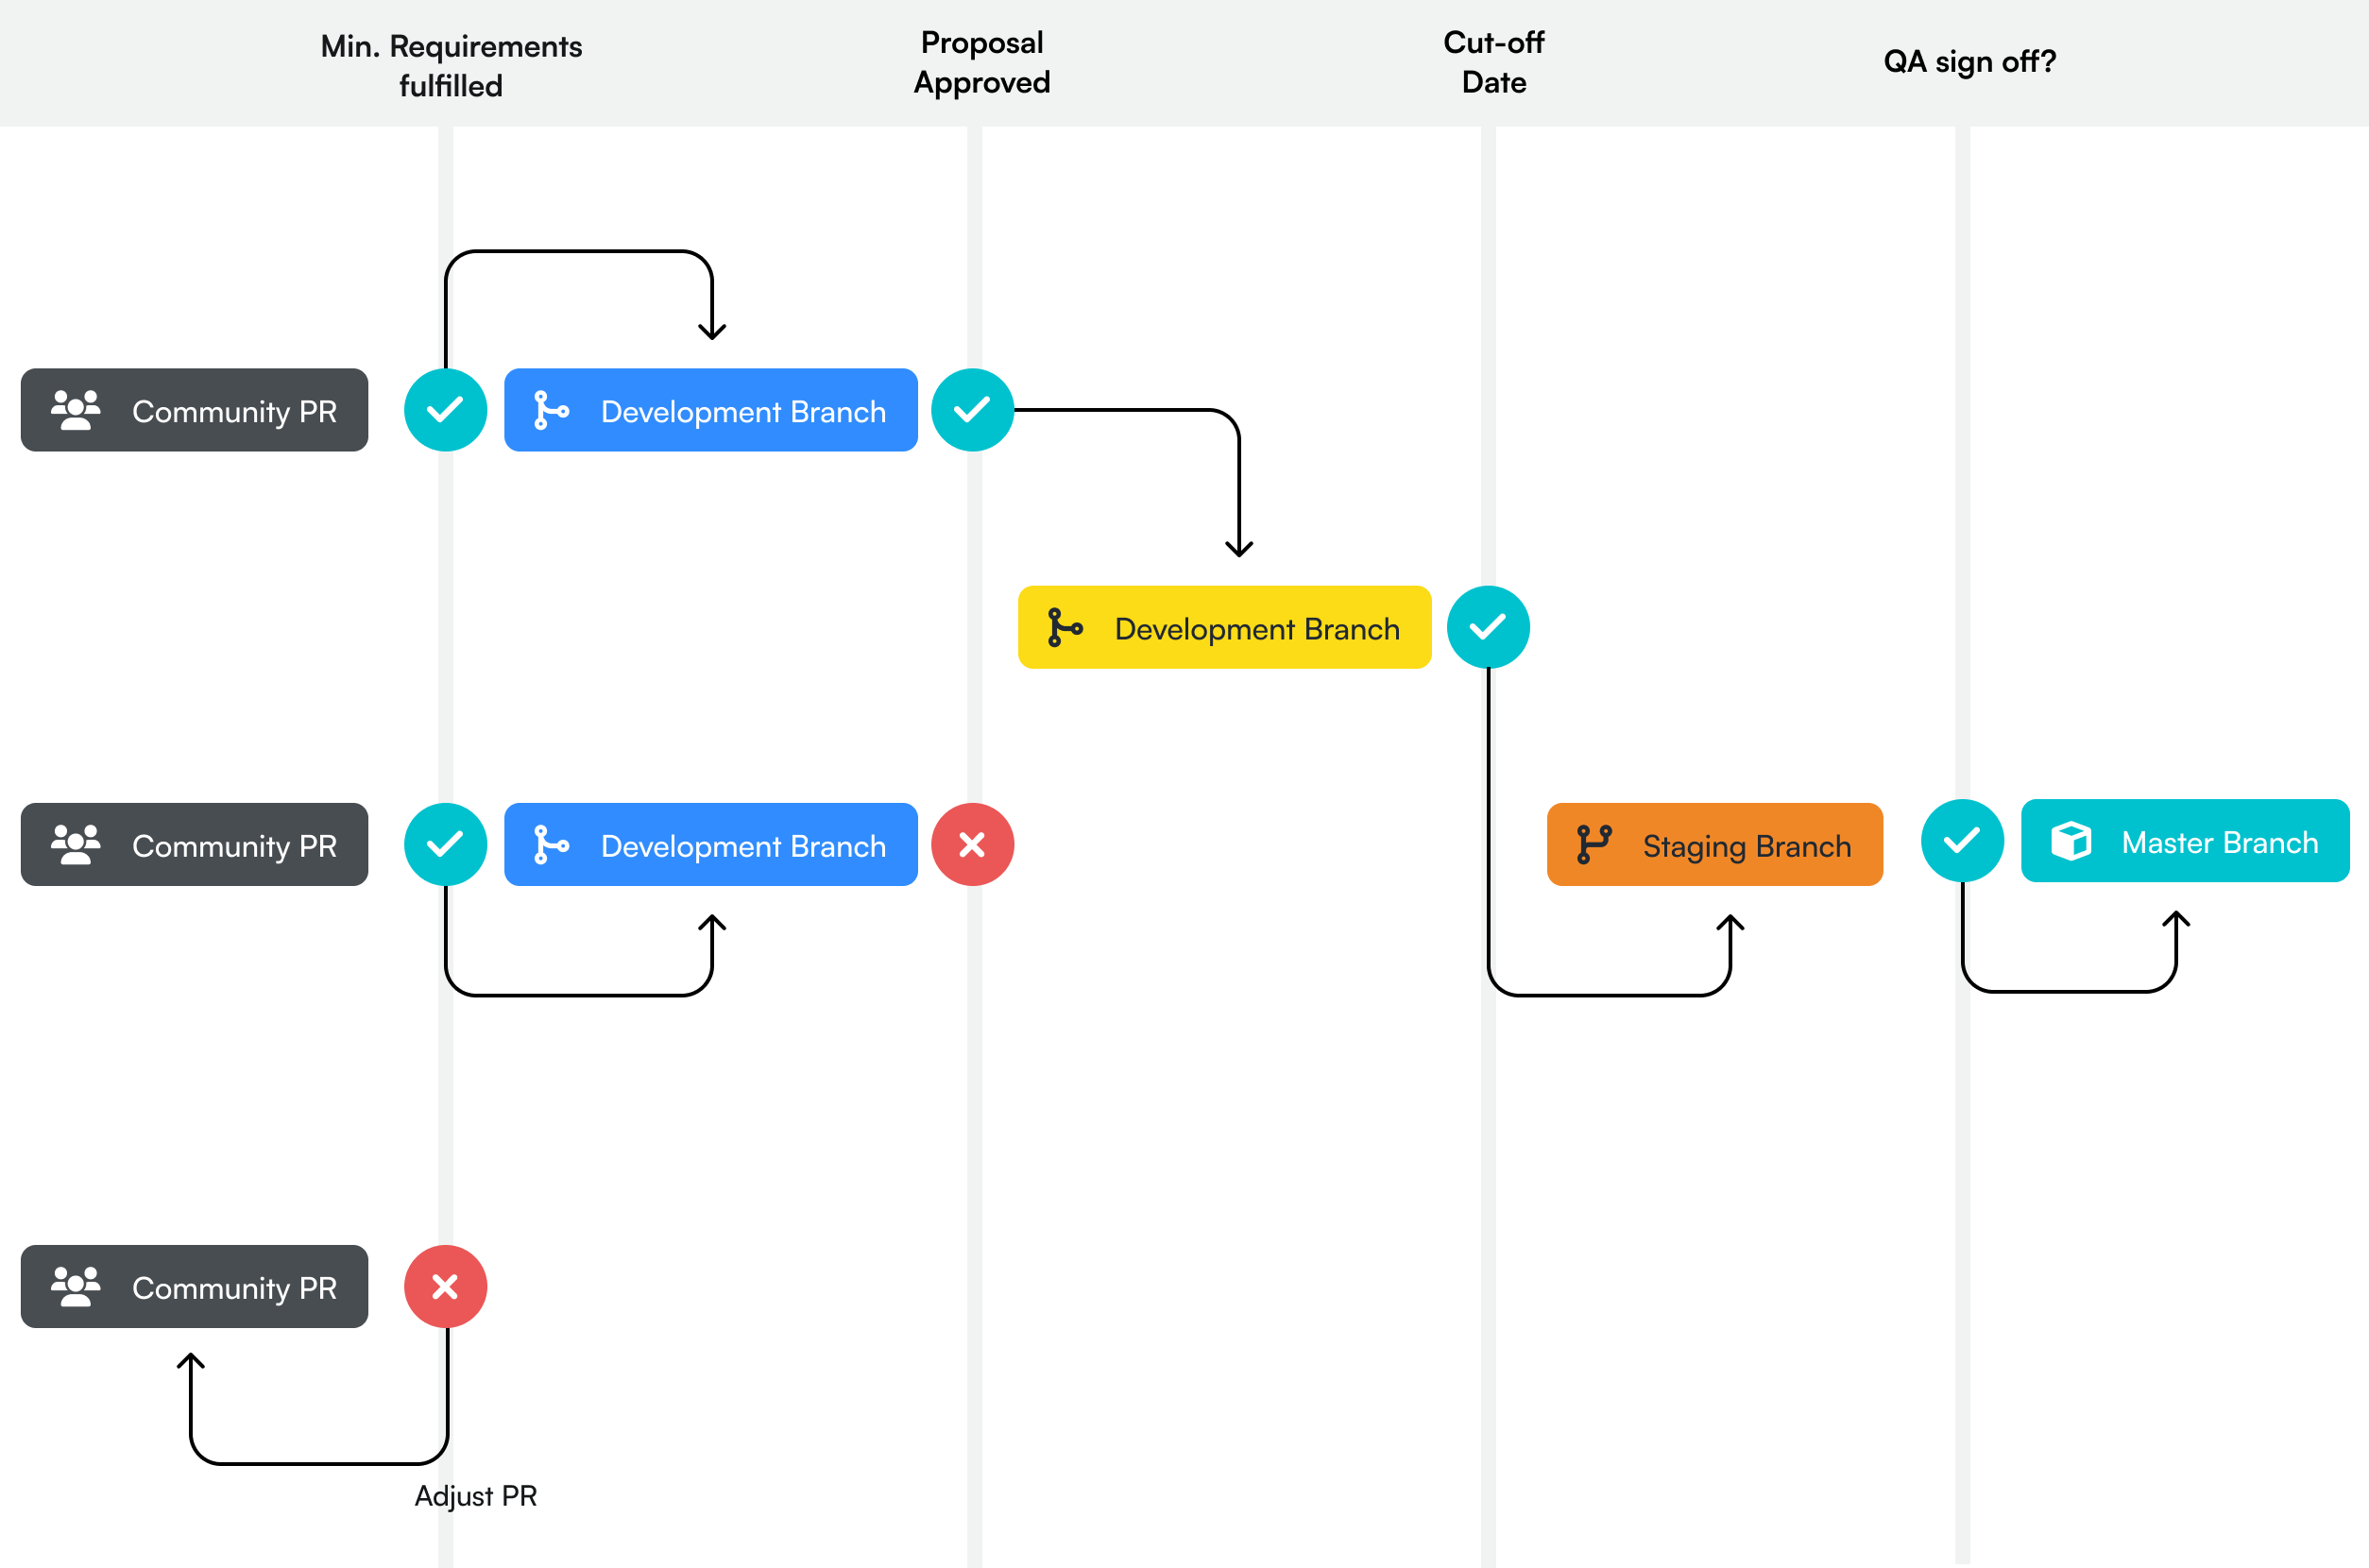 Min. Requirements
fulfilled
Proposal
Approved
Cut-off
Date
QA sign off?
Community PR
Development Branch
Development Branch
Community PR
Development Branch
Staging Branch
Master Branch
Community PR
Adjust PR